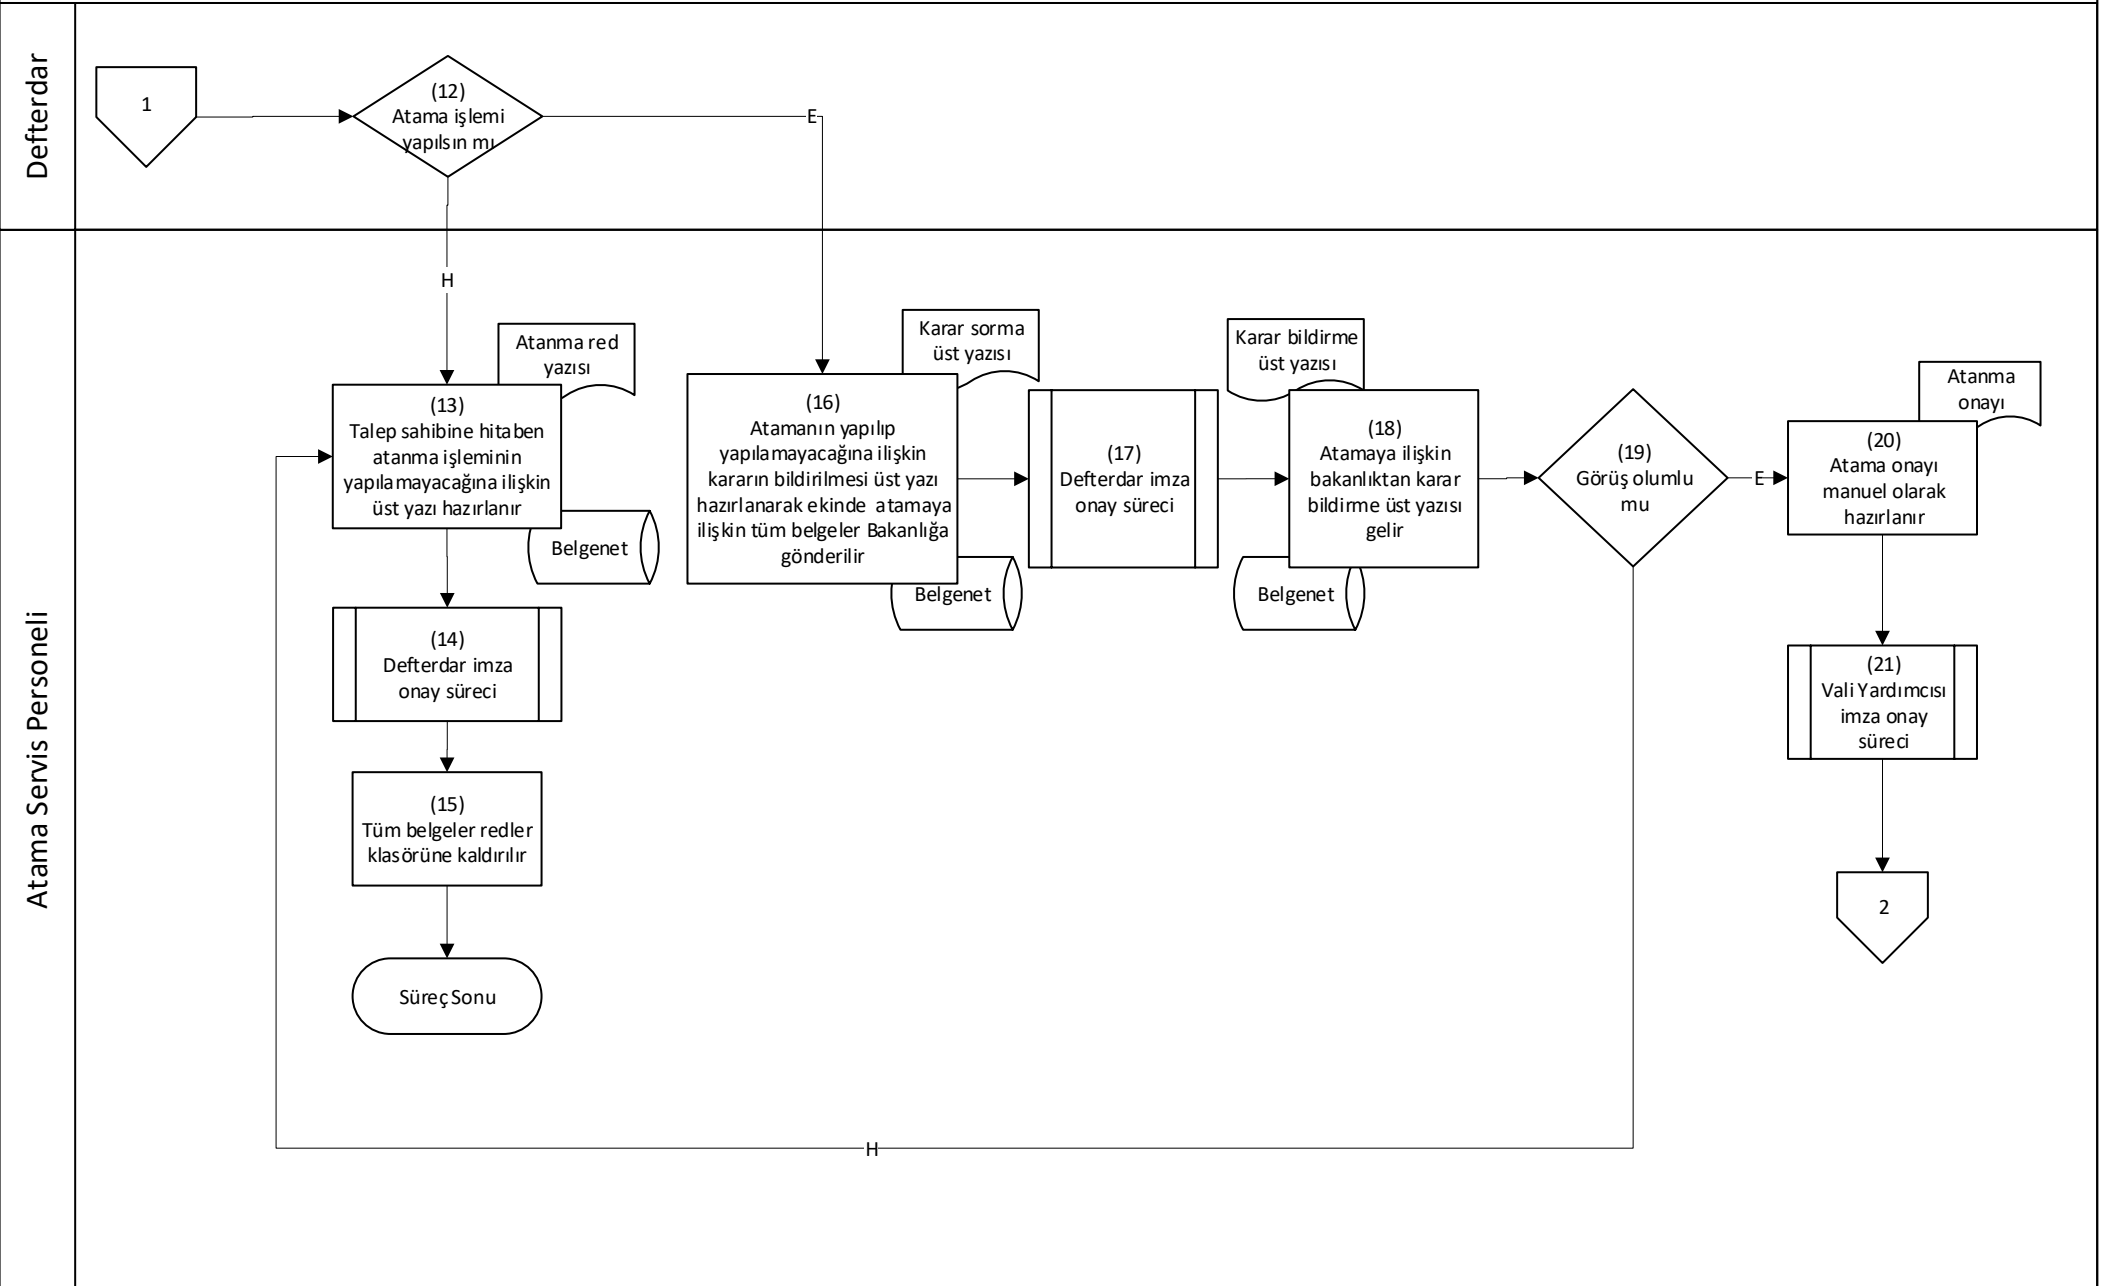 Defterdar
1
(12)
Atama işlemi
yapılsın mı
E
H
Atama Servis Personeli
Atanma red
yazısı
(13)
Talep sahibine hitaben
atanma işleminin
yapılamayacağına ilişkin
üst yazı hazırlanır
Belgenet
(14)
Defterdar imza
onay süreci
(15)
Tüm belgeler redler
klasörüne kaldırılır
Süreç Sonu
Karar sorma
üst yazısı
(16)
Atamanın yapılıp
yapılamayacağına ilişkin
kararın bildirilmesi üst yazı
hazırlanarak ekinde atamaya
ilişkin tüm belgeler Bakanlığa
gönderilir
Belgenet
(17)
Defterdar imza
onay süreci
Karar bildirme
üst yazısı
(18)
Atamaya ilişkin
bakanlıktan karar
bildirme üst yazısı
gelir
Belgenet
(19)
Görüş olumlu
mu
E
H
Atanma
onayı
(20)
Atama onayı
manuel olarak
hazırlanır
(21)
Vali Yardımcısı
imza onay
süreci
2